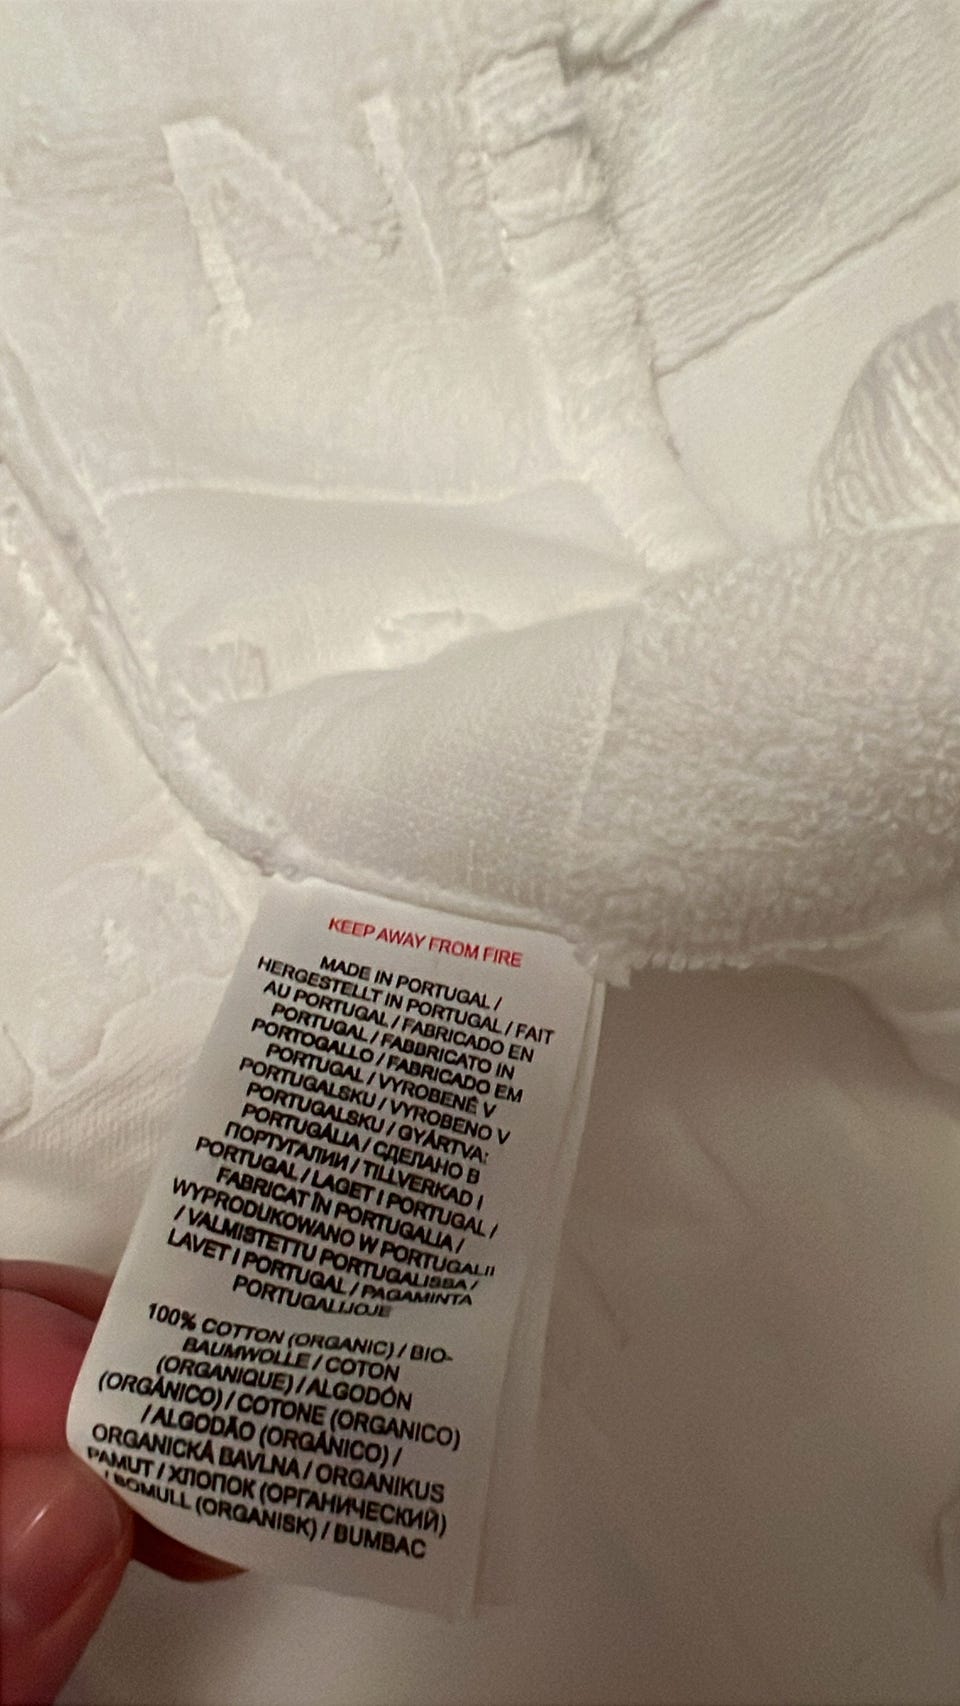 KEEP AWAY FROM FIRE
MADE IN PORTUGAL /
HERGESTELLT IN PORTUGAL / FAIT
AU PORTUGAL / FABRICADO EN
PORTUGAL / FABBRICATO IN
PORTOGALLO / FABRICADO EM
PORTUGAL / VYROBENÉ V
PORTUGALSKU / VYROBENO V
PORTUGALSKU / GYÁRTVA:
PORTUGÁLIA / СДЕЛАНО В
ПОРТУГАЛИИ / TILLVERKAD I
PORTUGAL / LAGET I PORTUGAL /
FABRICAT ÎN PORTUGALIA /
WYPRODUKOWANO W PORTUGALII
/ VALMISTETTU PORTUGALISSA /
LAVET I PORTUGAL / PAGAMINTA
PORTUGALIJOJE
100% COTTON (ORGANIC) / BIO-
BAUMWOLLE / COTON
(ORGANIQUE) / ALGODÓN
(ORGÁNICO) / COTONE (ORGANICO)
/ ALGODÃO (ORGÂNICO) /
ORGANICKÁ BAVLNA / ORGANIKUS
PAMUT / ХЛОПОК (ОРГАНИЧЕСКИЙ)
/ BOMULL (ORGANISK) / BUMBAC